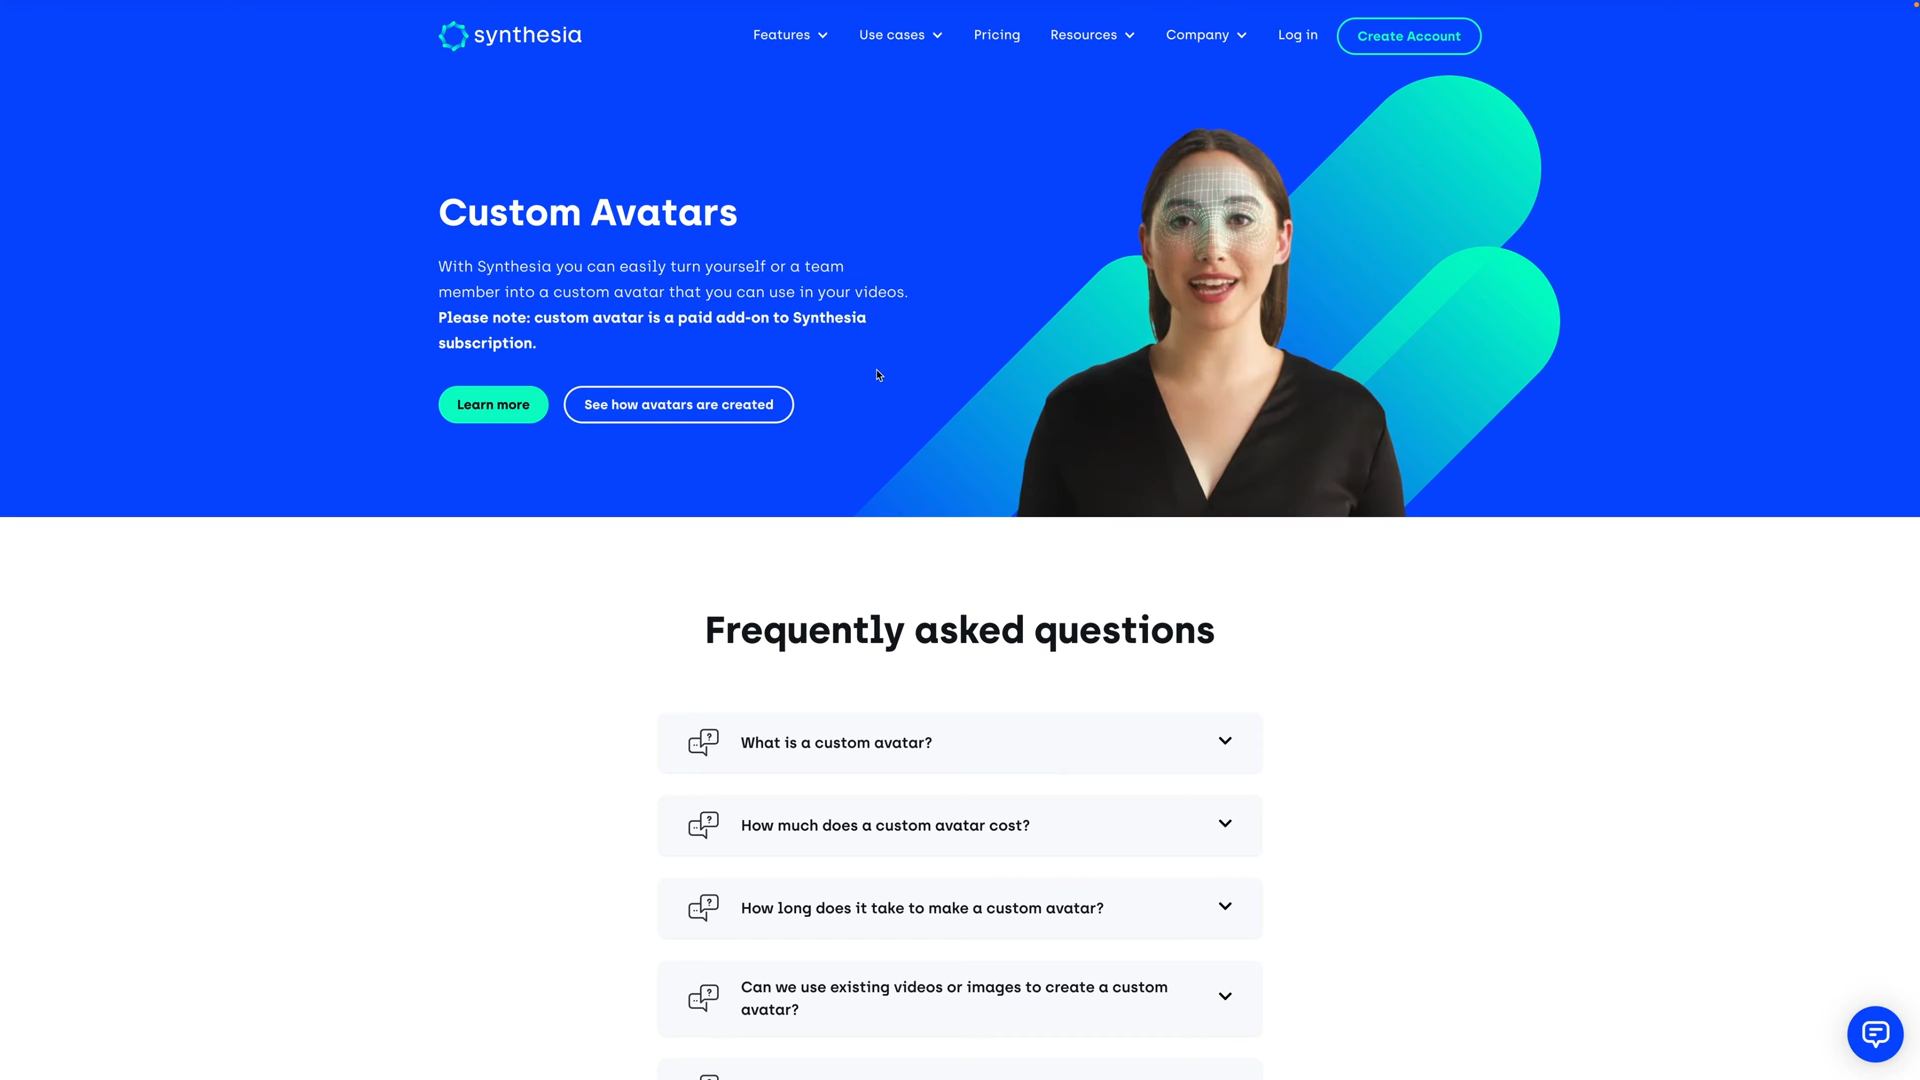 synthesia
Features
Use cases
Pricing
Resources
Company
Log in
Create Account
Custom Avatars
With Synthesia you can easily turn yourself or a team
member into a custom avatar that you can use in your videos.
Please note: custom avatar is a paid add-on to Synthesia
subscription.
Learn more
See how avatars are created
Frequently asked questions
What is a custom avatar?
How much does a custom avatar cost?
How long does it take to make a custom avatar?
Can we use existing videos or images to create a custom
avatar?